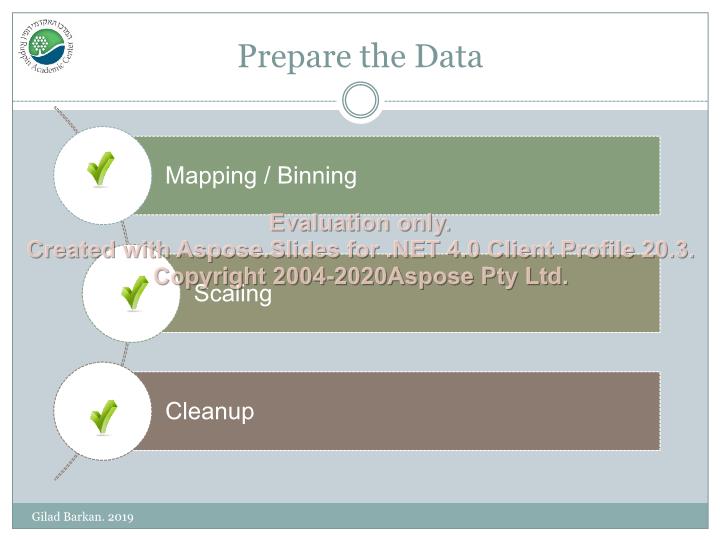 המרכז האקדמי רופין
Ruppin Academic Center
Prepare the Data
Mapping / Binning
Evaluation only.
Created with Aspose.Slides for .NET 4.0 Client Profile 20.3.
Copyright 2004-2020Aspose Pty Ltd.
Scaling
Cleanup
Gilad Barkan. 2019